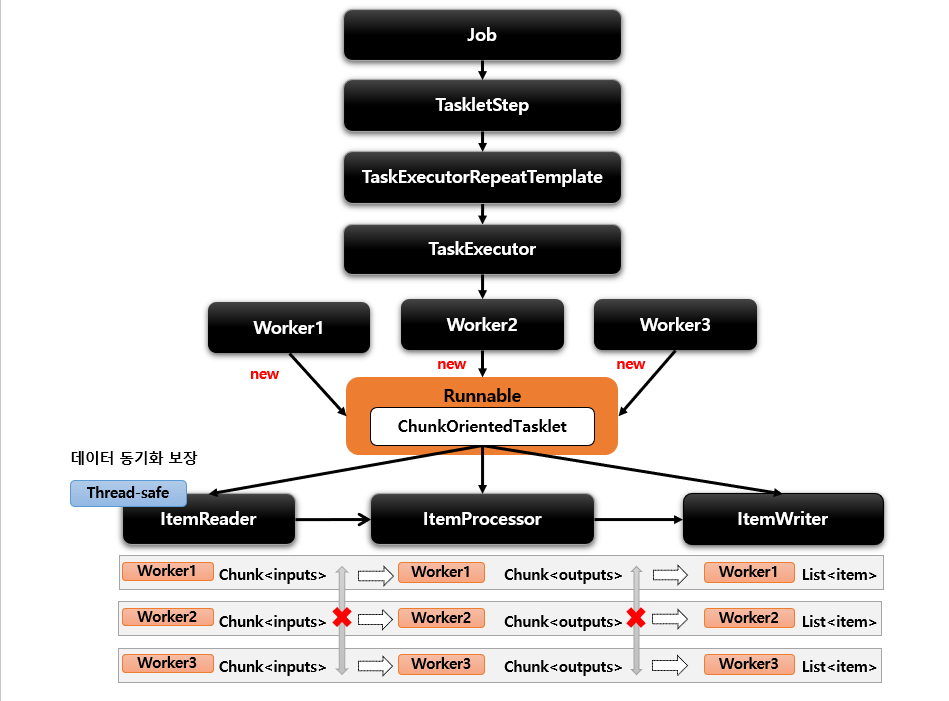 Job
TaskletStep
TaskExecutorRepeatTemplate
TaskExecutor
Worker1
Worker2
Worker3
new
new
new
Runnable
ChunkOrientedTasklet
데이터 동기화 보장
Thread-safe
ItemReader
ItemProcessor
ItemWriter
Worker1 Chunk<inputs> Worker1 Chunk<outputs> Worker1 List<item>
Worker2 Chunk<inputs> Worker2 Chunk<outputs> Worker2 List<item>
Worker3 Chunk<inputs> Worker3 Chunk<outputs> Worker3 List<item>